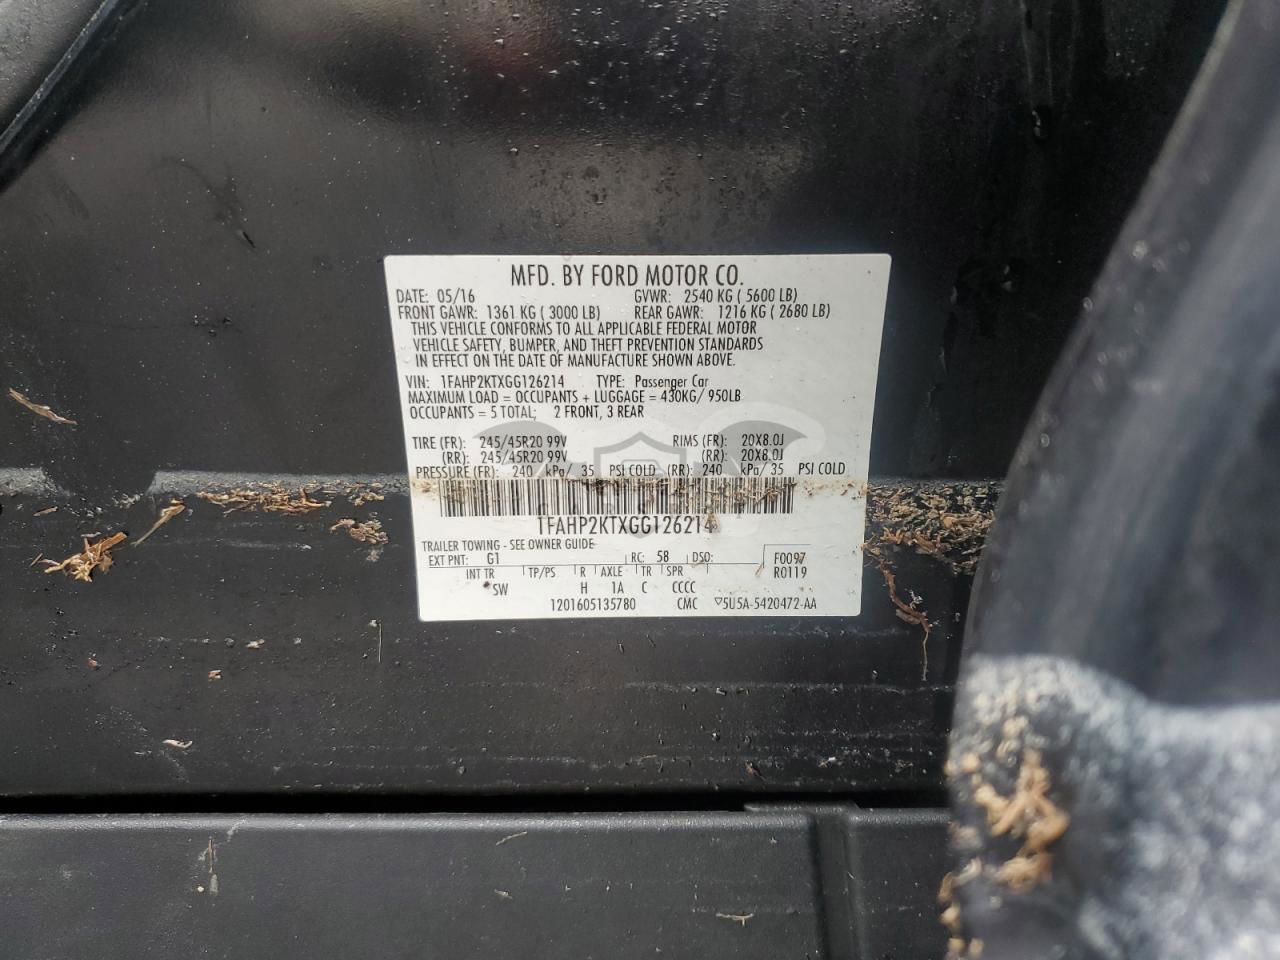 MFD. BY FORD MOTOR CO.
DATE: 05/16 GVWR: 2540 KG ( 5600 LB)
FRONT GAWR: 1361 KG ( 3000 LB) REAR GAWR: 1216 KG ( 2680 LB)
THIS VEHICLE CONFORMS TO ALL APPLICABLE FEDERAL MOTOR
VEHICLE SAFETY, BUMPER, AND THEFT PREVENTION STANDARDS
IN EFFECT ON THE DATE OF MANUFACTURE SHOWN ABOVE.
VIN: 1FAHP2KTXGG126214 TYPE: Passenger Car
MAXIMUM LOAD = OCCUPANTS + LUGGAGE = 430KG/ 950LB
OCCUPANTS = 5 TOTAL; 2 FRONT, 3 REAR
TIRE (FR): 245/45R20 99V RIMS (FR): 20X8.0J
(RR): 245/45R20 99V (RR): 20X8.0J
PRESSURE (FR): 240 kPa/ 35 PSI COLD (RR): 240 kPa/ 35 PSI COLD
1FAHP2KTXGG126214
TRAILER TOWING - SEE OWNER GUIDE
EXT PNT: G1 RC: 58 DSO: F0097
INT TR TP/PS R AXLE TR SPR R0119
SW H 1A C CCCC
1201605135780 CMC ▽5U5A-5420472-AA